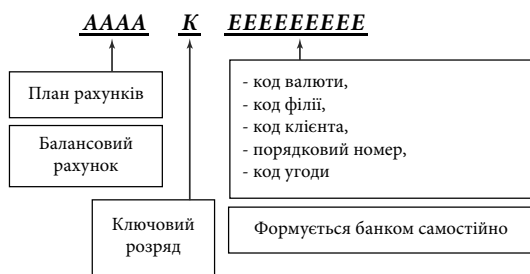 АААА К ЕЕЕЕЕЕЕЕЕ
План рахунків
Балансовий
рахунок
Ключовий
розряд
- код валюти,
- код філії,
- код клієнта,
- порядковий номер,
- код угоди
Формується банком самостійно